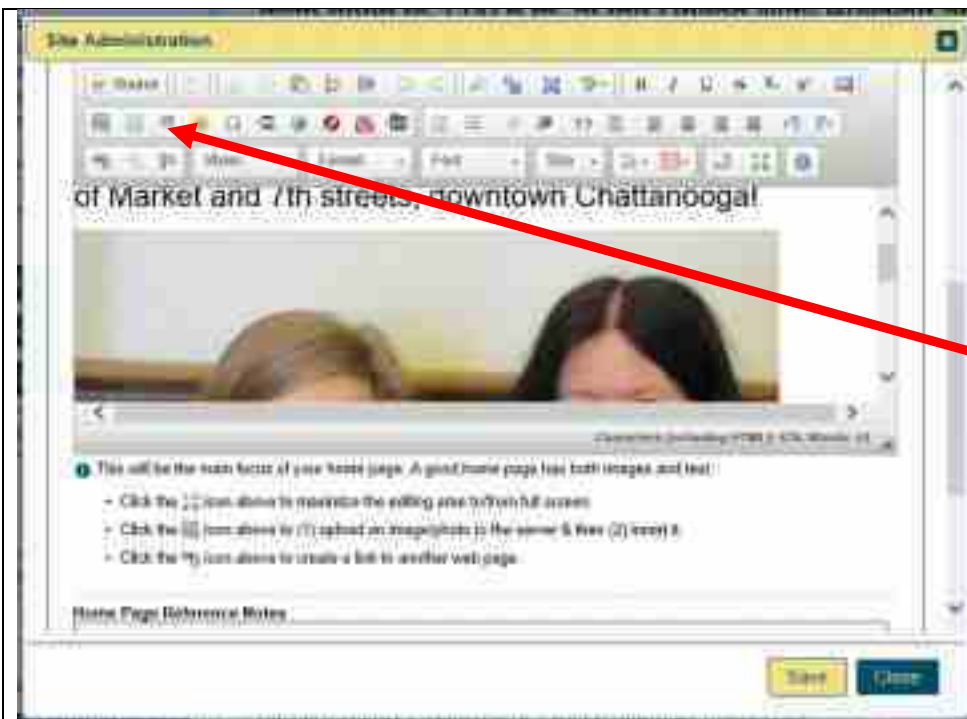 Site Administration
Source
B I U S
Styles Format Font Size
of Market and 7th streets, downtown Chattanooga!
Characters (including HTML): Words:
This will be the main focus of your home page. A good home page has both images and text:
Click the icon above to maximize the editing area to/from full screen.
Click the icon above to (1) upload an image/photo to the server & then (2) insert it.
Click the icon above to create a link to another web page.
Home Page Reference Notes
Save Close